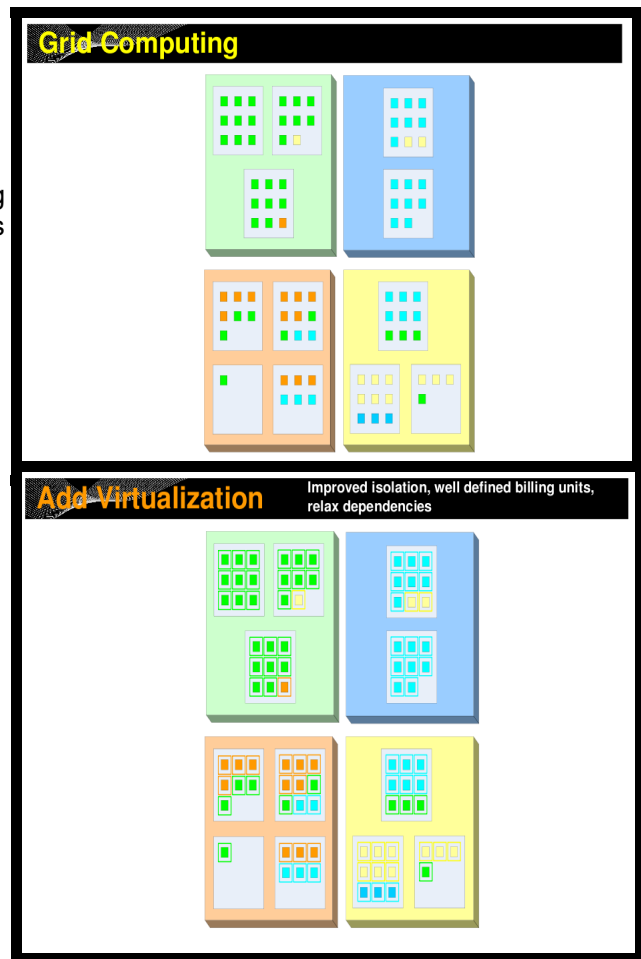 Grid Computing
g
s
Add Virtualization
Improved isolation, well defined billing units,
relax dependencies